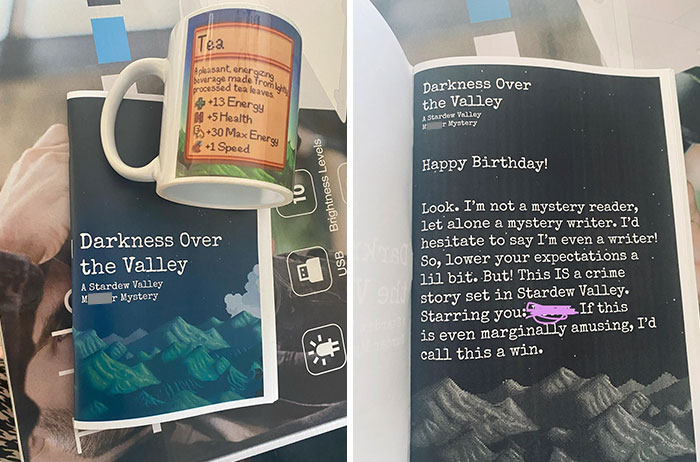 Tea
A pleasant, energizing
beverage made from lightly
processed tea leaves.
+13 Energy
+5 Health
+30 Max Energy
+1 Speed
Darkness Over
the Valley
A Stardew Valley
M r Mystery
10
Brightness Levels
USB
Darkness Over
the Valley
A Stardew Valley
M r Mystery
Happy Birthday!
Look. I'm not a mystery reader,
let alone a mystery writer. I'd
hesitate to say I'm even a writer!
So, lower your expectations a
lil bit. But! This IS a crime
story set in Stardew Valley.
Starring you: If this
is even marginally amusing, I'd
call this a win.